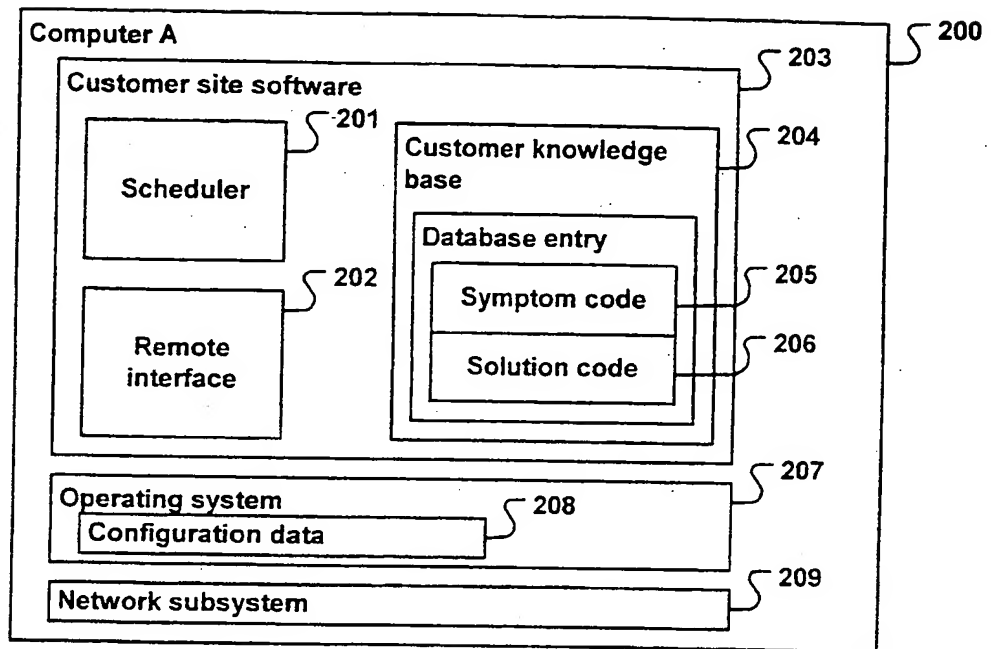 Computer A
200
Customer site software
203
201
Scheduler
Customer knowledge
base
204
Database entry
202
Symptom code
205
Remote
interface
Solution code
206
Operating system
207
Configuration data
208
Network subsystem
209